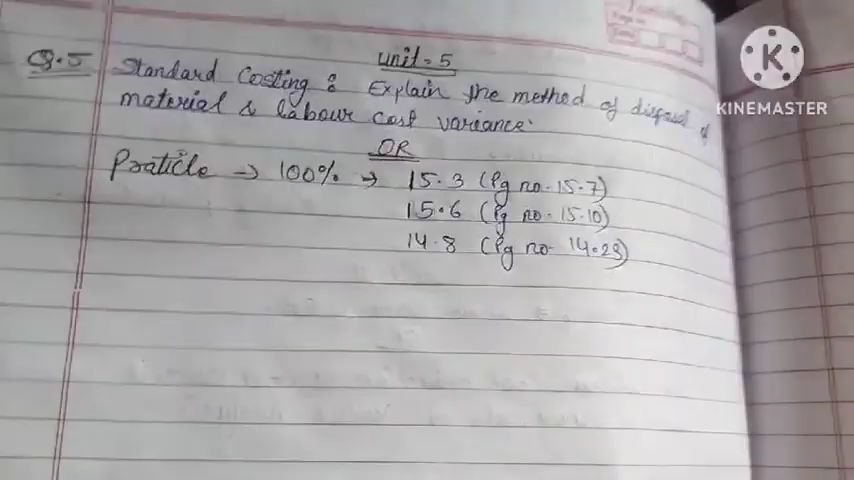 unit = 5
Q.5 Standard Costing : Explain the method of disposal of
material & labour cost variance.
OR
Praticle → 100% → 15.3 (Pg no. 15.7)
15.6 (Pg no. 15.10)
14.8 (Pg no. 14.23)
K
KINEMASTER